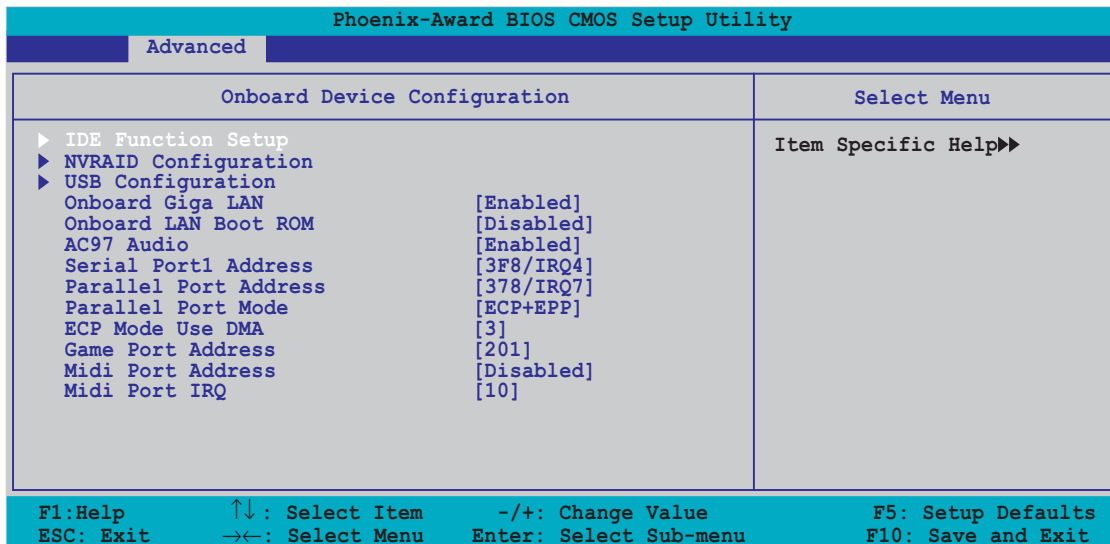 Phoenix-Award BIOS CMOS Setup Utility
Advanced
Onboard Device Configuration
Select Menu
▶ IDE Function Setup
▶ NVRAID Configuration
▶ USB Configuration
Onboard Giga LAN [Enabled]
Onboard LAN Boot ROM [Disabled]
AC97 Audio [Enabled]
Serial Port1 Address [3F8/IRQ4]
Parallel Port Address [378/IRQ7]
Parallel Port Mode [ECP+EPP]
ECP Mode Use DMA [3]
Game Port Address [201]
Midi Port Address [Disabled]
Midi Port IRQ [10]
Item Specific Help▶▶
F1:Help ↑↓: Select Item -/+: Change Value F5: Setup Defaults
ESC: Exit →←: Select Menu Enter: Select Sub-menu F10: Save and Exit